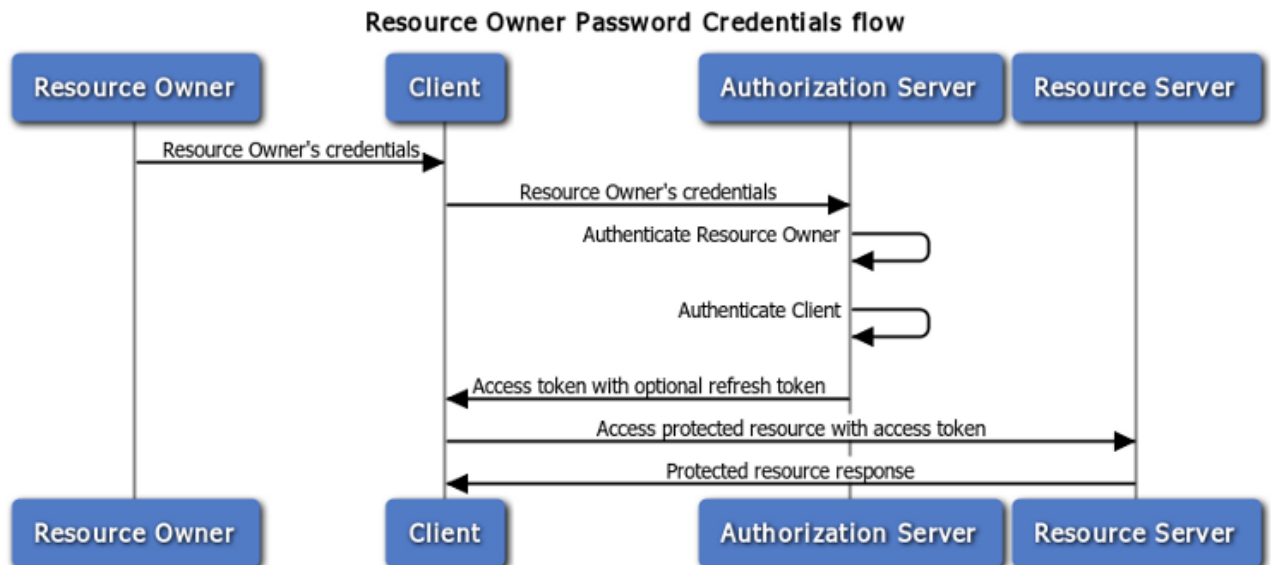 Resource Owner Password Credentials flow
Resource Owner
Client
Authorization Server
Resource Server
Resource Owner's credentials
Resource Owner's credentials
Authenticate Resource Owner
Authenticate Client
Access token with optional refresh token
Access protected resource with access token
Protected resource response
Resource Owner
Client
Authorization Server
Resource Server